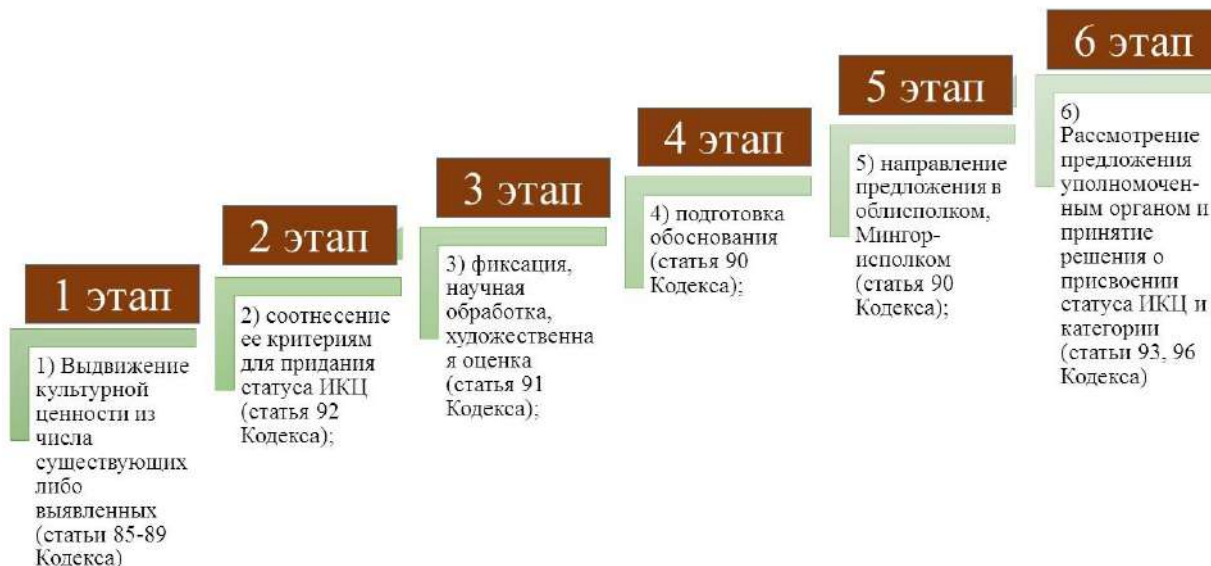 1 этап
1) Выдвижение
культурной
ценности из
числа
существующих
либо
выявленных
(статьи 85-89
Кодекса)
2 этап
2) соотнесение
ее критериям
для придания
статуса ИКЦ
(статья 92
Кодекса);
3 этап
3) фиксация,
научная
обработка,
художественна
я оценка
(статья 91
Кодекса);
4 этап
4) подготовка
обоснования
(статья 90
Кодекса);
5 этап
5) направление
предложения в
облисполком,
Мингор-
исполком
(статья 90
Кодекса);
6 этап
6)
Рассмотрение
предложения
уполномочен-
ным органом и
принятие
решения о
присвоении
статуса ИКЦ и
категории
(статьи 93, 96
Кодекса)